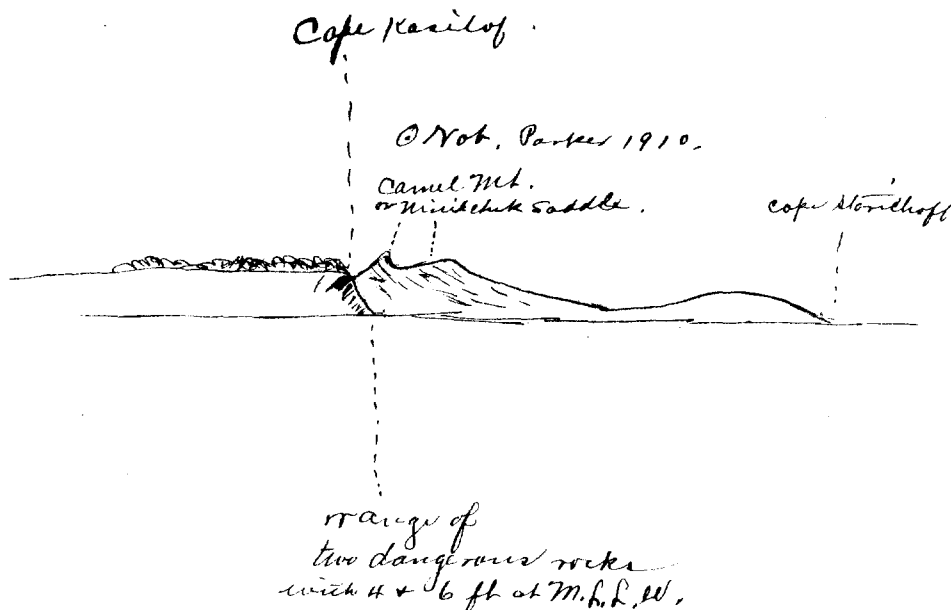 Cape Kasilof.
Not. Parker 1910.
Camel Mt.
or Ninilchik Saddle.
cape
range of
two dangerous rocks
with 4 & 6 ft at M.L.L.W.